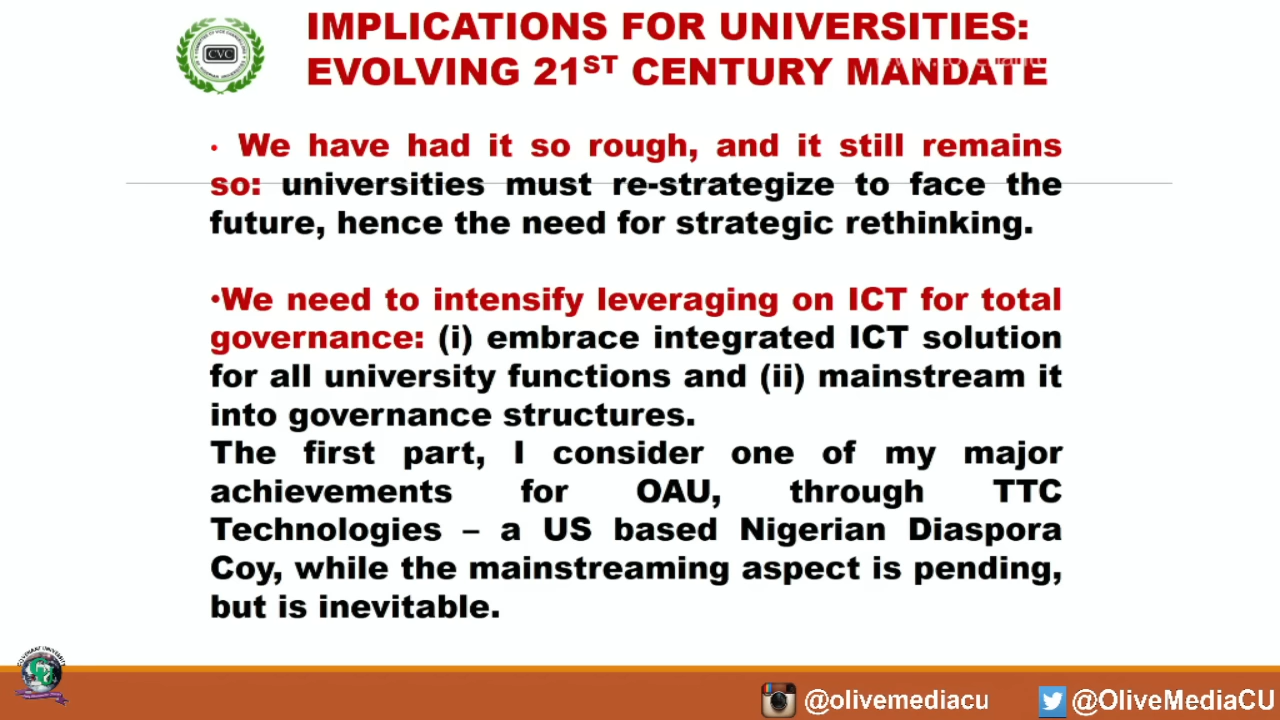 IMPLICATIONS FOR UNIVERSITIES:
EVOLVING 21ST CENTURY MANDATE
CVC
• We have had it so rough, and it still remains
so: universities must re-strategize to face the
future, hence the need for strategic rethinking.
•We need to intensify leveraging on ICT for total
governance: (i) embrace integrated ICT solution
for all university functions and (ii) mainstream it
into governance structures.
The first part, I consider one of my major
achievements for OAU, through TTC
Technologies – a US based Nigerian Diaspora
Coy, while the mainstreaming aspect is pending,
but is inevitable.
COVENANT UNIVERSITY
@olivemediacu
@OliveMediaCU